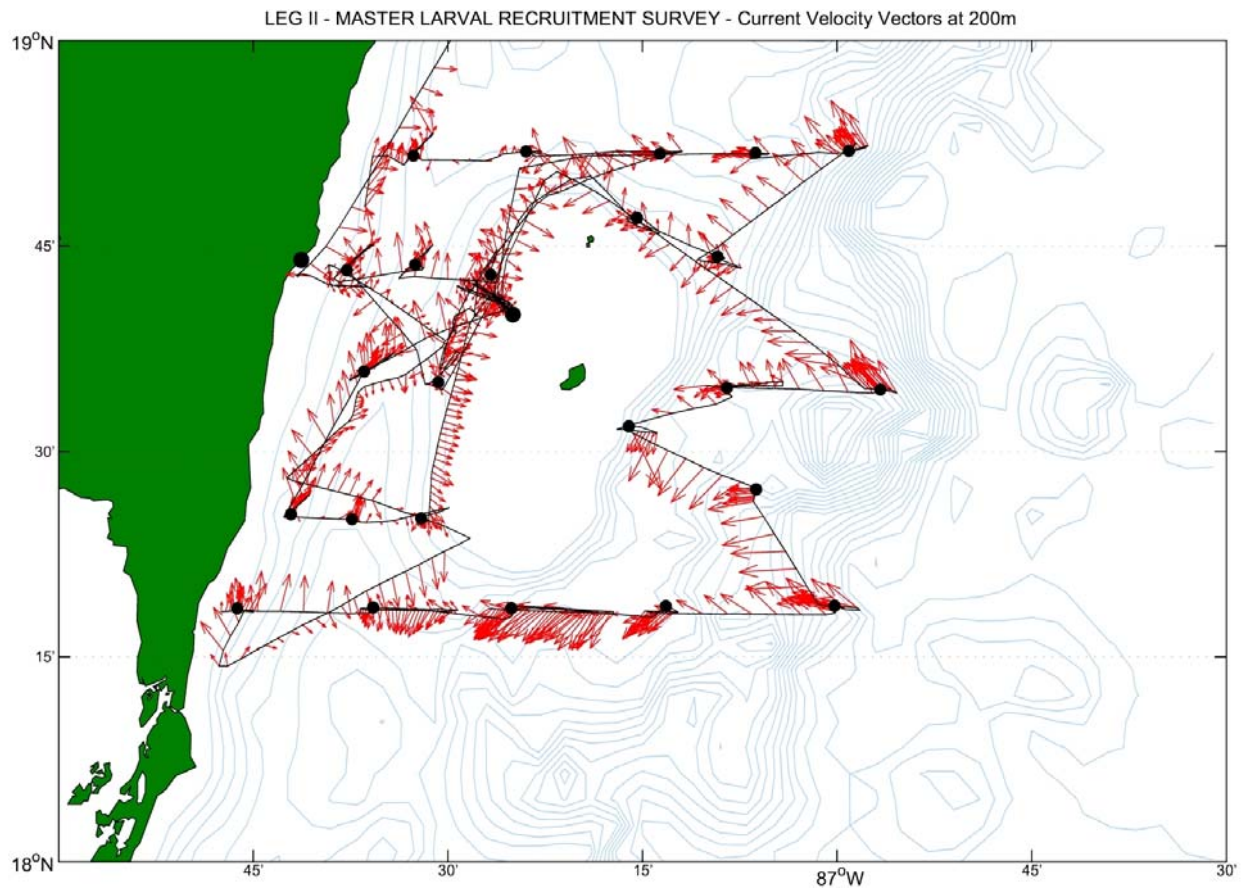 LEG II - MASTER LARVAL RECRUITMENT SURVEY - Current Velocity Vectors at 200m
19°N
45'
30'
15'
18°N
45'
30'
15'
87°W
45'
30'